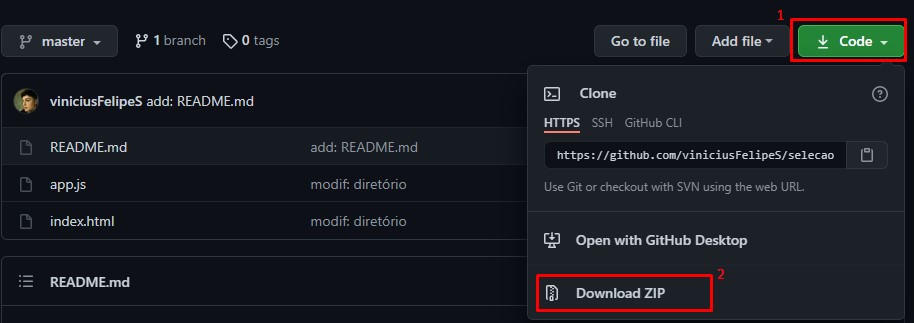 1
master
1 branch
0 tags
Go to file
Add file
Code
viniciusFelipeS add: README.md
README.md add: README.md
app.js modif: diretório
index.html modif: diretório
README.md
Clone
HTTPS SSH GitHub CLI
https://github.com/viniciusFelipeS/selecao
Use Git or checkout with SVN using the web URL.
Open with GitHub Desktop
2
Download ZIP